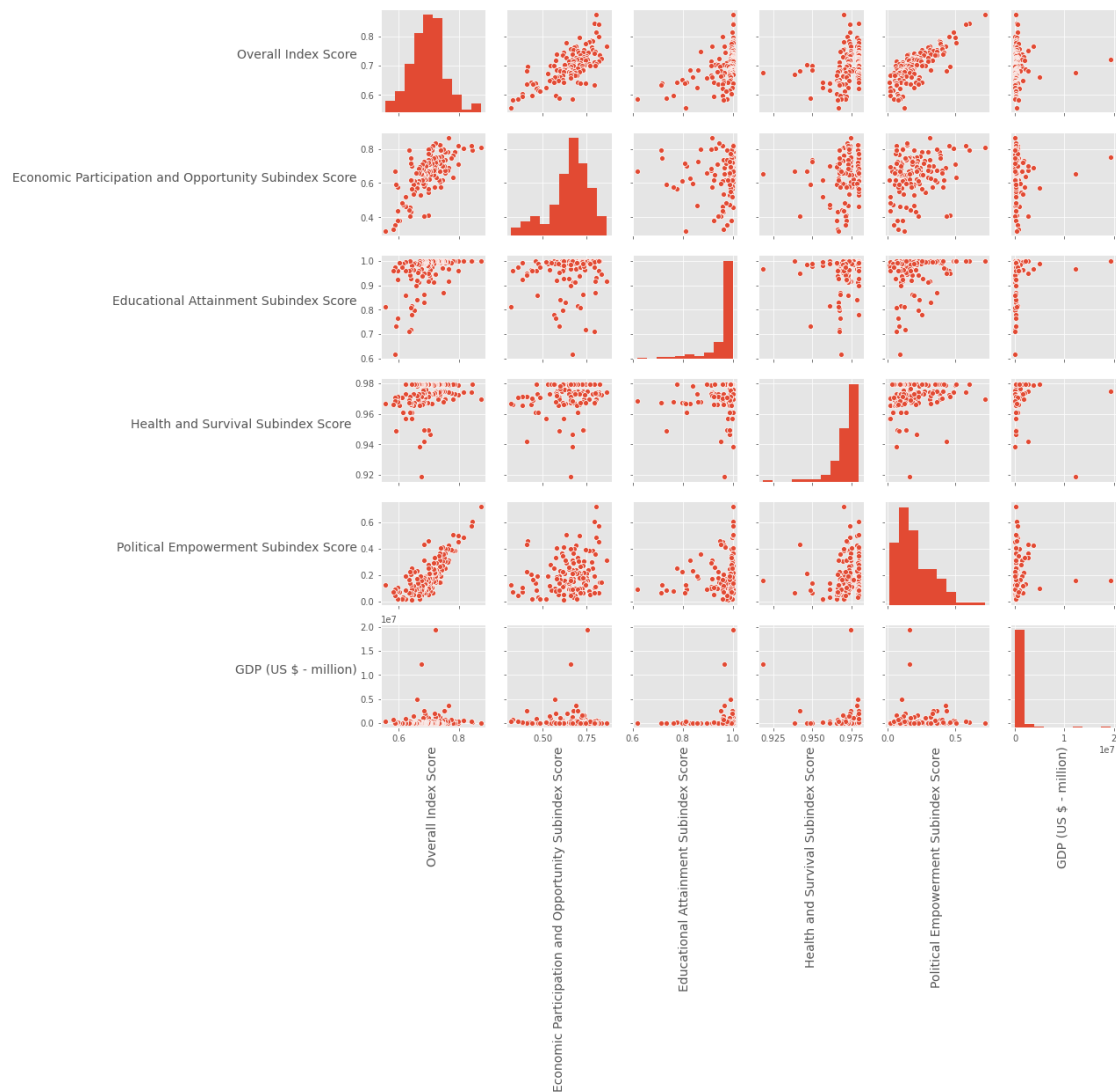 Overall Index Score
0.8
0.7
0.6
Economic Participation and Opportunity Subindex Score
0.8
0.6
0.4
Educational Attainment Subindex Score
1.0
0.9
0.8
0.7
0.6
Health and Survival Subindex Score
0.98
0.96
0.94
0.92
Political Empowerment Subindex Score
0.6
0.4
0.2
0.0
1e7
GDP (US $ - million)
2.0
1.5
1.0
0.5
0.0
0.6 0.8 0.50 0.75 0.6 0.8 1.0 0.925 0.950 0.975 0.0 0.5 0 1 2
1e7
Overall Index Score
Economic Participation and Opportunity Subindex Score
Educational Attainment Subindex Score
Health and Survival Subindex Score
Political Empowerment Subindex Score
GDP (US $ - million)